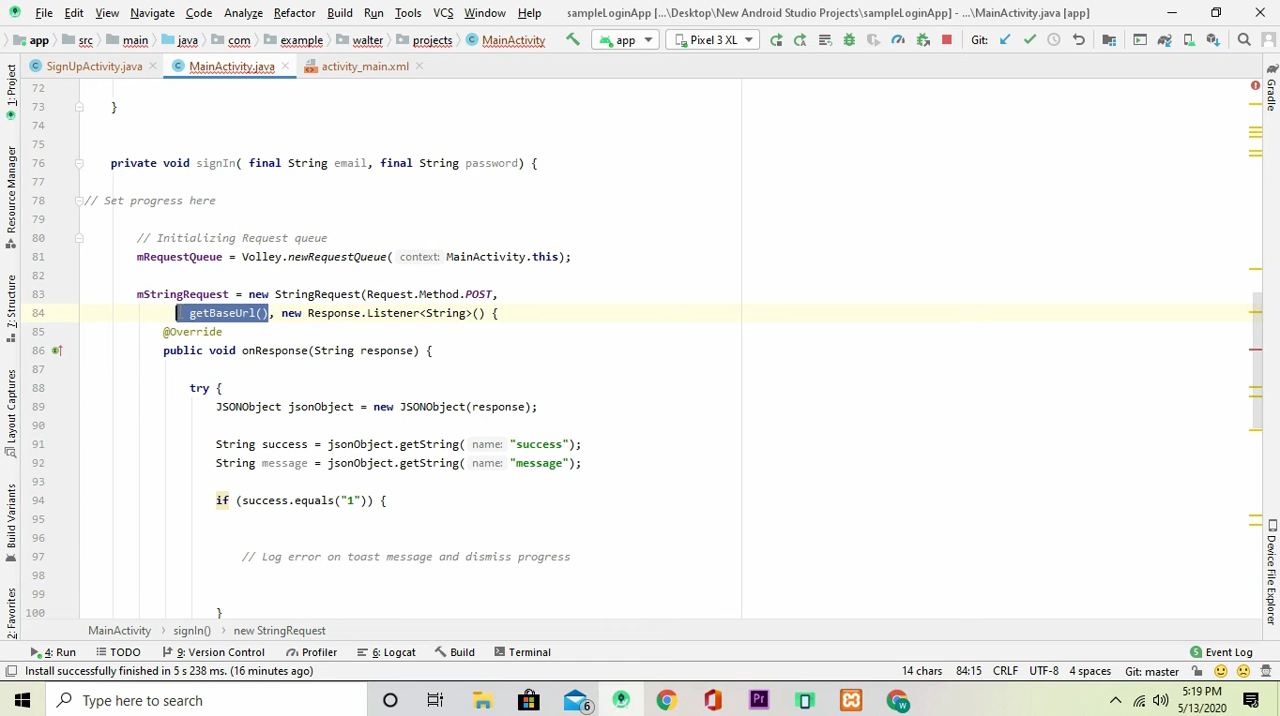 File Edit View Navigate Code Analyze Refactor Build Run Tools VCS Window Help sampleLoginApp [...\Desktop\New Android Studio Projects\sampleLoginApp] - ...\MainActivity.java [app]
app src main java com example walter projects MainActivity app Pixel 3 XL Git:
SignUpActivity.java MainActivity.java activity_main.xml
1: Project
Resource Manager
7: Structure
Layout Captures
Build Variants
2: Favorites
72
73 }
74
75
76 private void signIn( final String email, final String password) {
77
78 // Set progress here
79
80 // Initializing Request queue
81 mRequestQueue = Volley.newRequestQueue( context: MainActivity.this);
82
83 mStringRequest = new StringRequest(Request.Method.POST,
84 getBaseUrl(), new Response.Listener<String>() {
85 @Override
86 public void onResponse(String response) {
87
88 try {
89 JSONObject jsonObject = new JSONObject(response);
90
91 String success = jsonObject.getString( name: "success");
92 String message = jsonObject.getString( name: "message");
93
94 if (success.equals("1")) {
95
96
97 // Log error on toast message and dismiss progress
98
99
100 }
Gradle
Device File Explorer
MainActivity signIn() new StringRequest
4: Run TODO 9: Version Control Profiler 6: Logcat Build Terminal Event Log
Install successfully finished in 5 s 238 ms. (16 minutes ago) 14 chars 84:15 CRLF UTF-8 4 spaces Git: master
Type here to search 6 Pr W 5:19 PM
5/13/2020